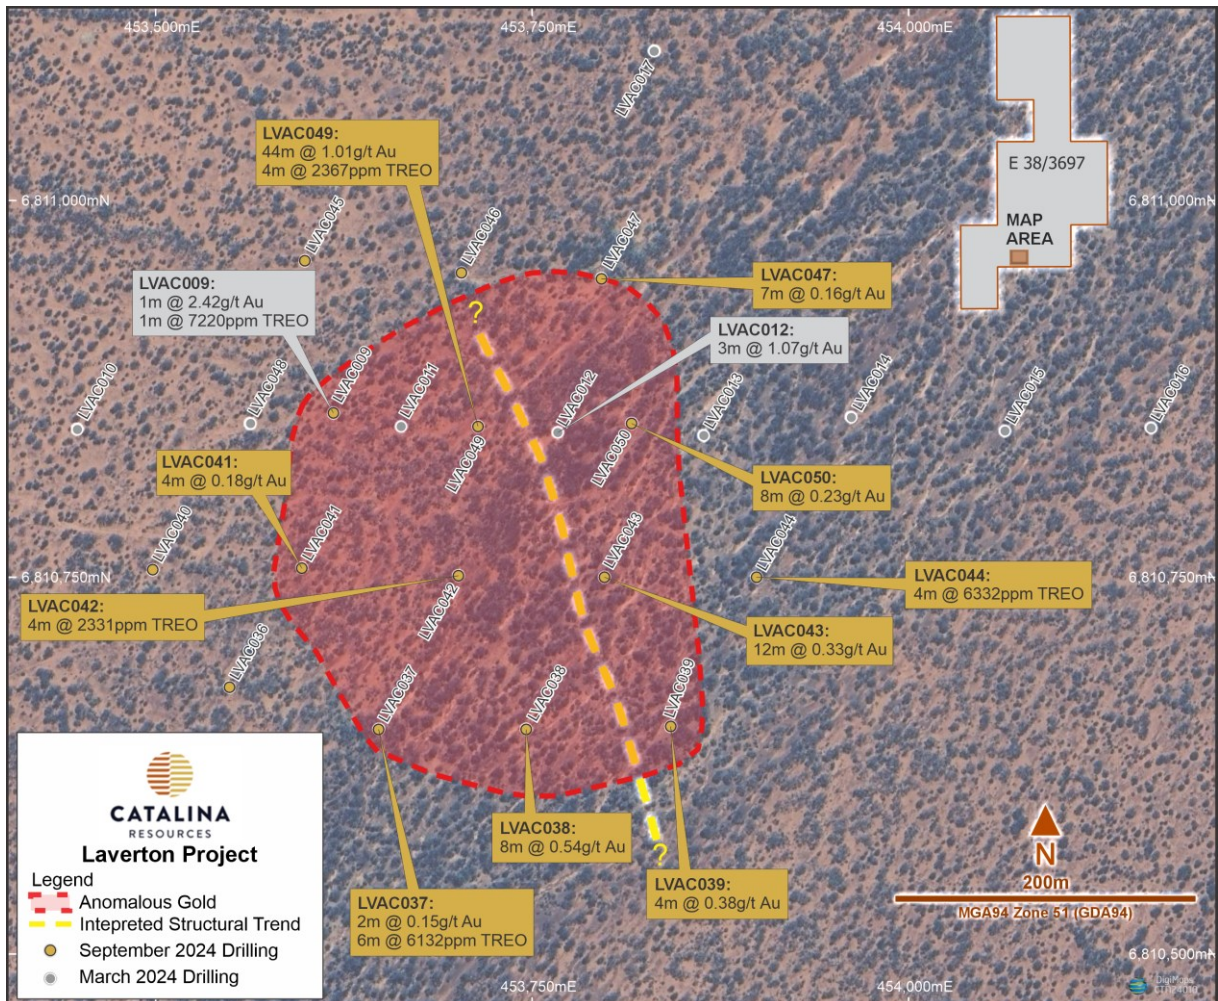 453,500mE
453,750mE
454,000mE
LVAC017
LVAC049:
44m @ 1.01g/t Au
4m @ 2367ppm TREO
E 38/3697
MAP
AREA
6,811,000mN
6,811,000mN
LVAC045
LVAC046
LVAC047
LVAC009:
1m @ 2.42g/t Au
1m @ 7220ppm TREO
LVAC047:
7m @ 0.16g/t Au
?
LVAC012:
3m @ 1.07g/t Au
LVAC010
LVAC048
LVAC009
LVAC011
LVAC049
LVAC012
LVAC050
LVAC013
LVAC014
LVAC015
LVAC016
LVAC041:
4m @ 0.18g/t Au
LVAC050:
8m @ 0.23g/t Au
LVAC040
LVAC041
LVAC042
LVAC043
LVAC044
6,810,750mN
6,810,750mN
LVAC042:
4m @ 2331ppm TREO
LVAC044:
4m @ 6332ppm TREO
LVAC043:
12m @ 0.33g/t Au
LVAC036
LVAC037
LVAC038
LVAC039
CATALINA
RESOURCES
Laverton Project
Legend
Anomalous Gold
Intepreted Structural Trend
September 2024 Drilling
March 2024 Drilling
LVAC038:
8m @ 0.54g/t Au
?
LVAC037:
2m @ 0.15g/t Au
6m @ 6132ppm TREO
LVAC039:
4m @ 0.38g/t Au
N
200m
MGA94 Zone 51 (GDA94)
6,810,500mN
453,750mE
454,000mE
DigiMaps